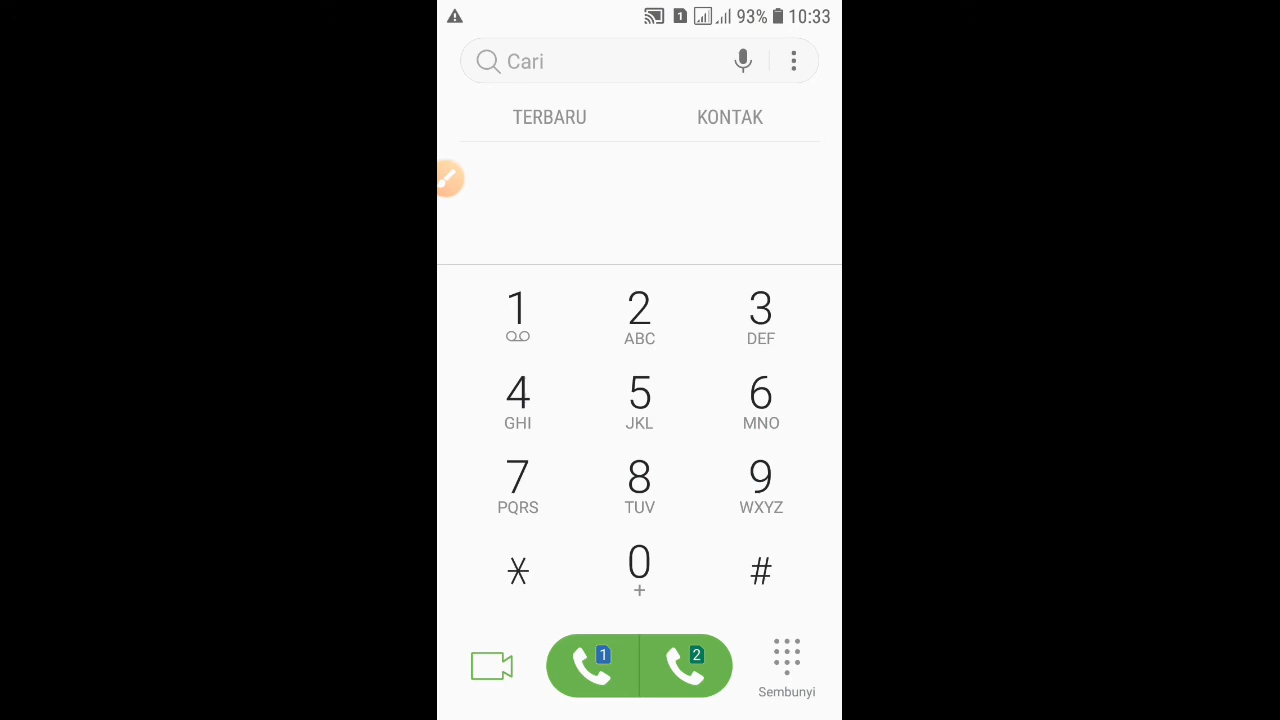 1 93% 10:33
Cari
TERBARU KONTAK
1 2 3
ABC DEF
4 5 6
GHI JKL MNO
7 8 9
PQRS TUV WXYZ
* 0 #
+
1 2
Sembunyi